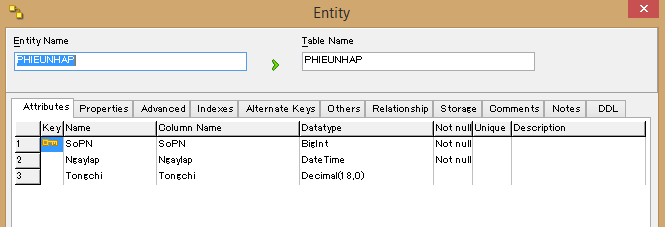 Entity
Entity Name
Table Name
PHIEUNHAP
PHIEUNHAP
Attributes Properties Advanced Indexes Alternate Keys Others Relationship Storage Comments Notes DDL
Key Name Column Name Datatype Not null Unique Description
1 SoPN SoPN BigInt Not null
2 Ngaylap Ngaylap DateTime Not null
3 Tongchi Tongchi Decimal(18,0)